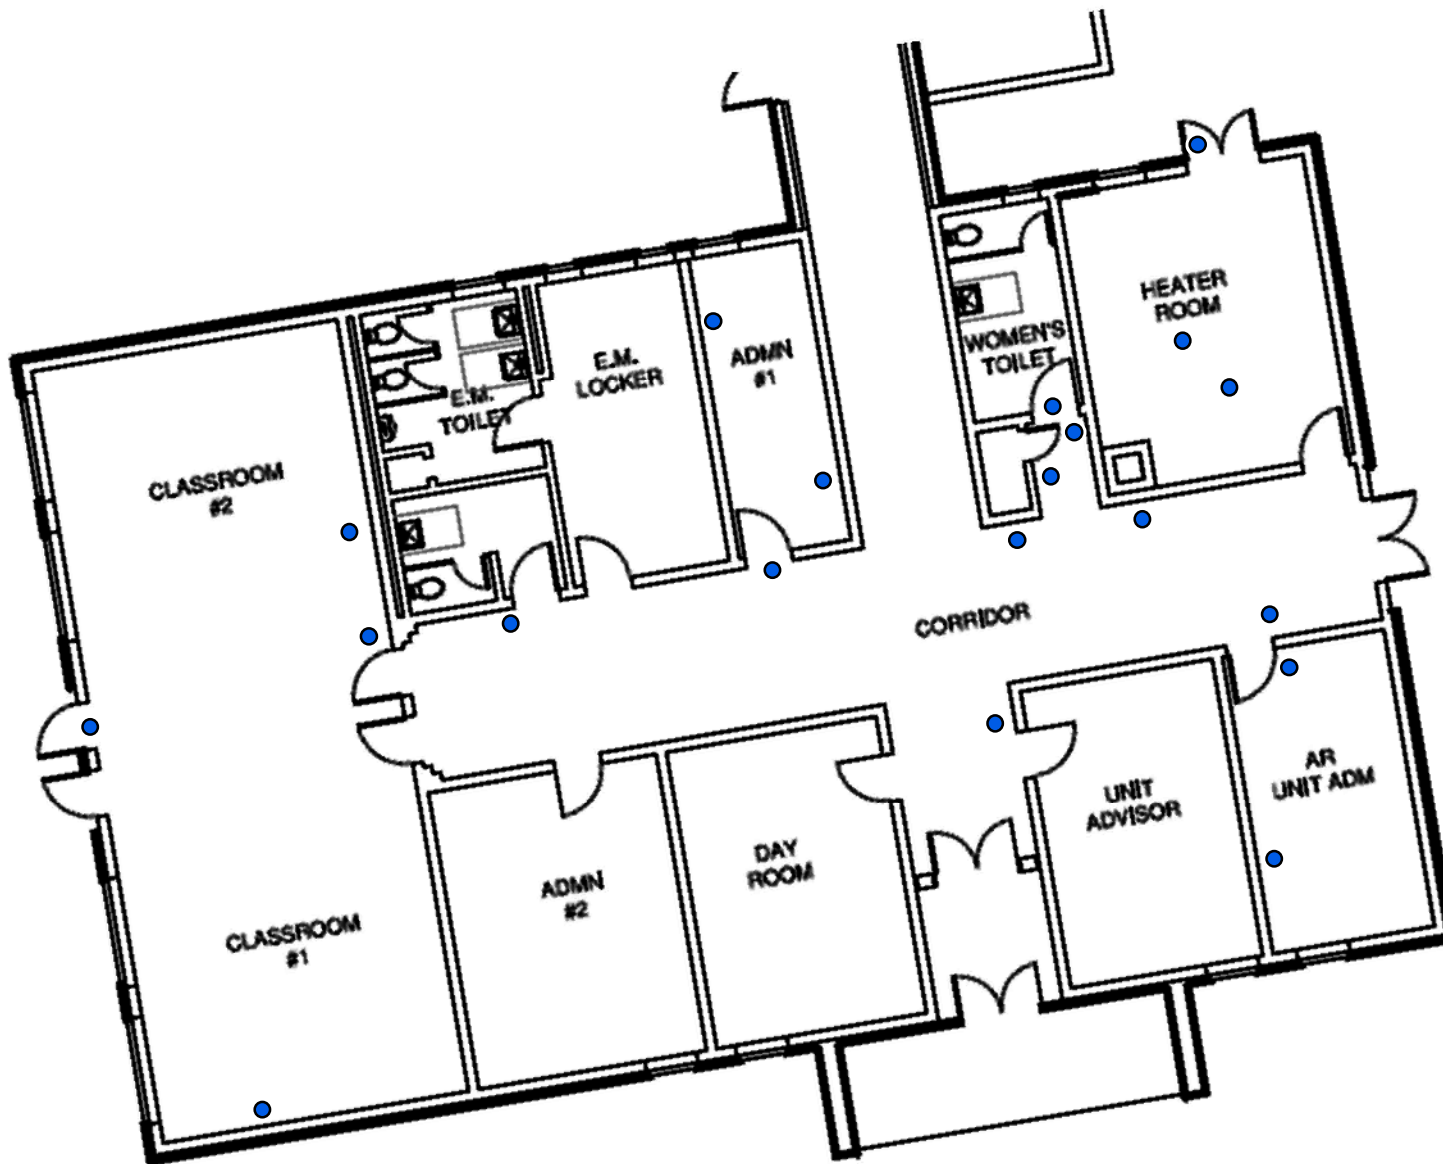 HEATER
ROOM
WOMEN'S
TOILET
E.M.
LOCKER
ADMN
#1
E.M.
TOILET
CLASSROOM
#2
CORRIDOR
AR
UNIT ADM
UNIT
ADVISOR
DAY
ROOM
ADMN
#2
CLASSROOM
#1